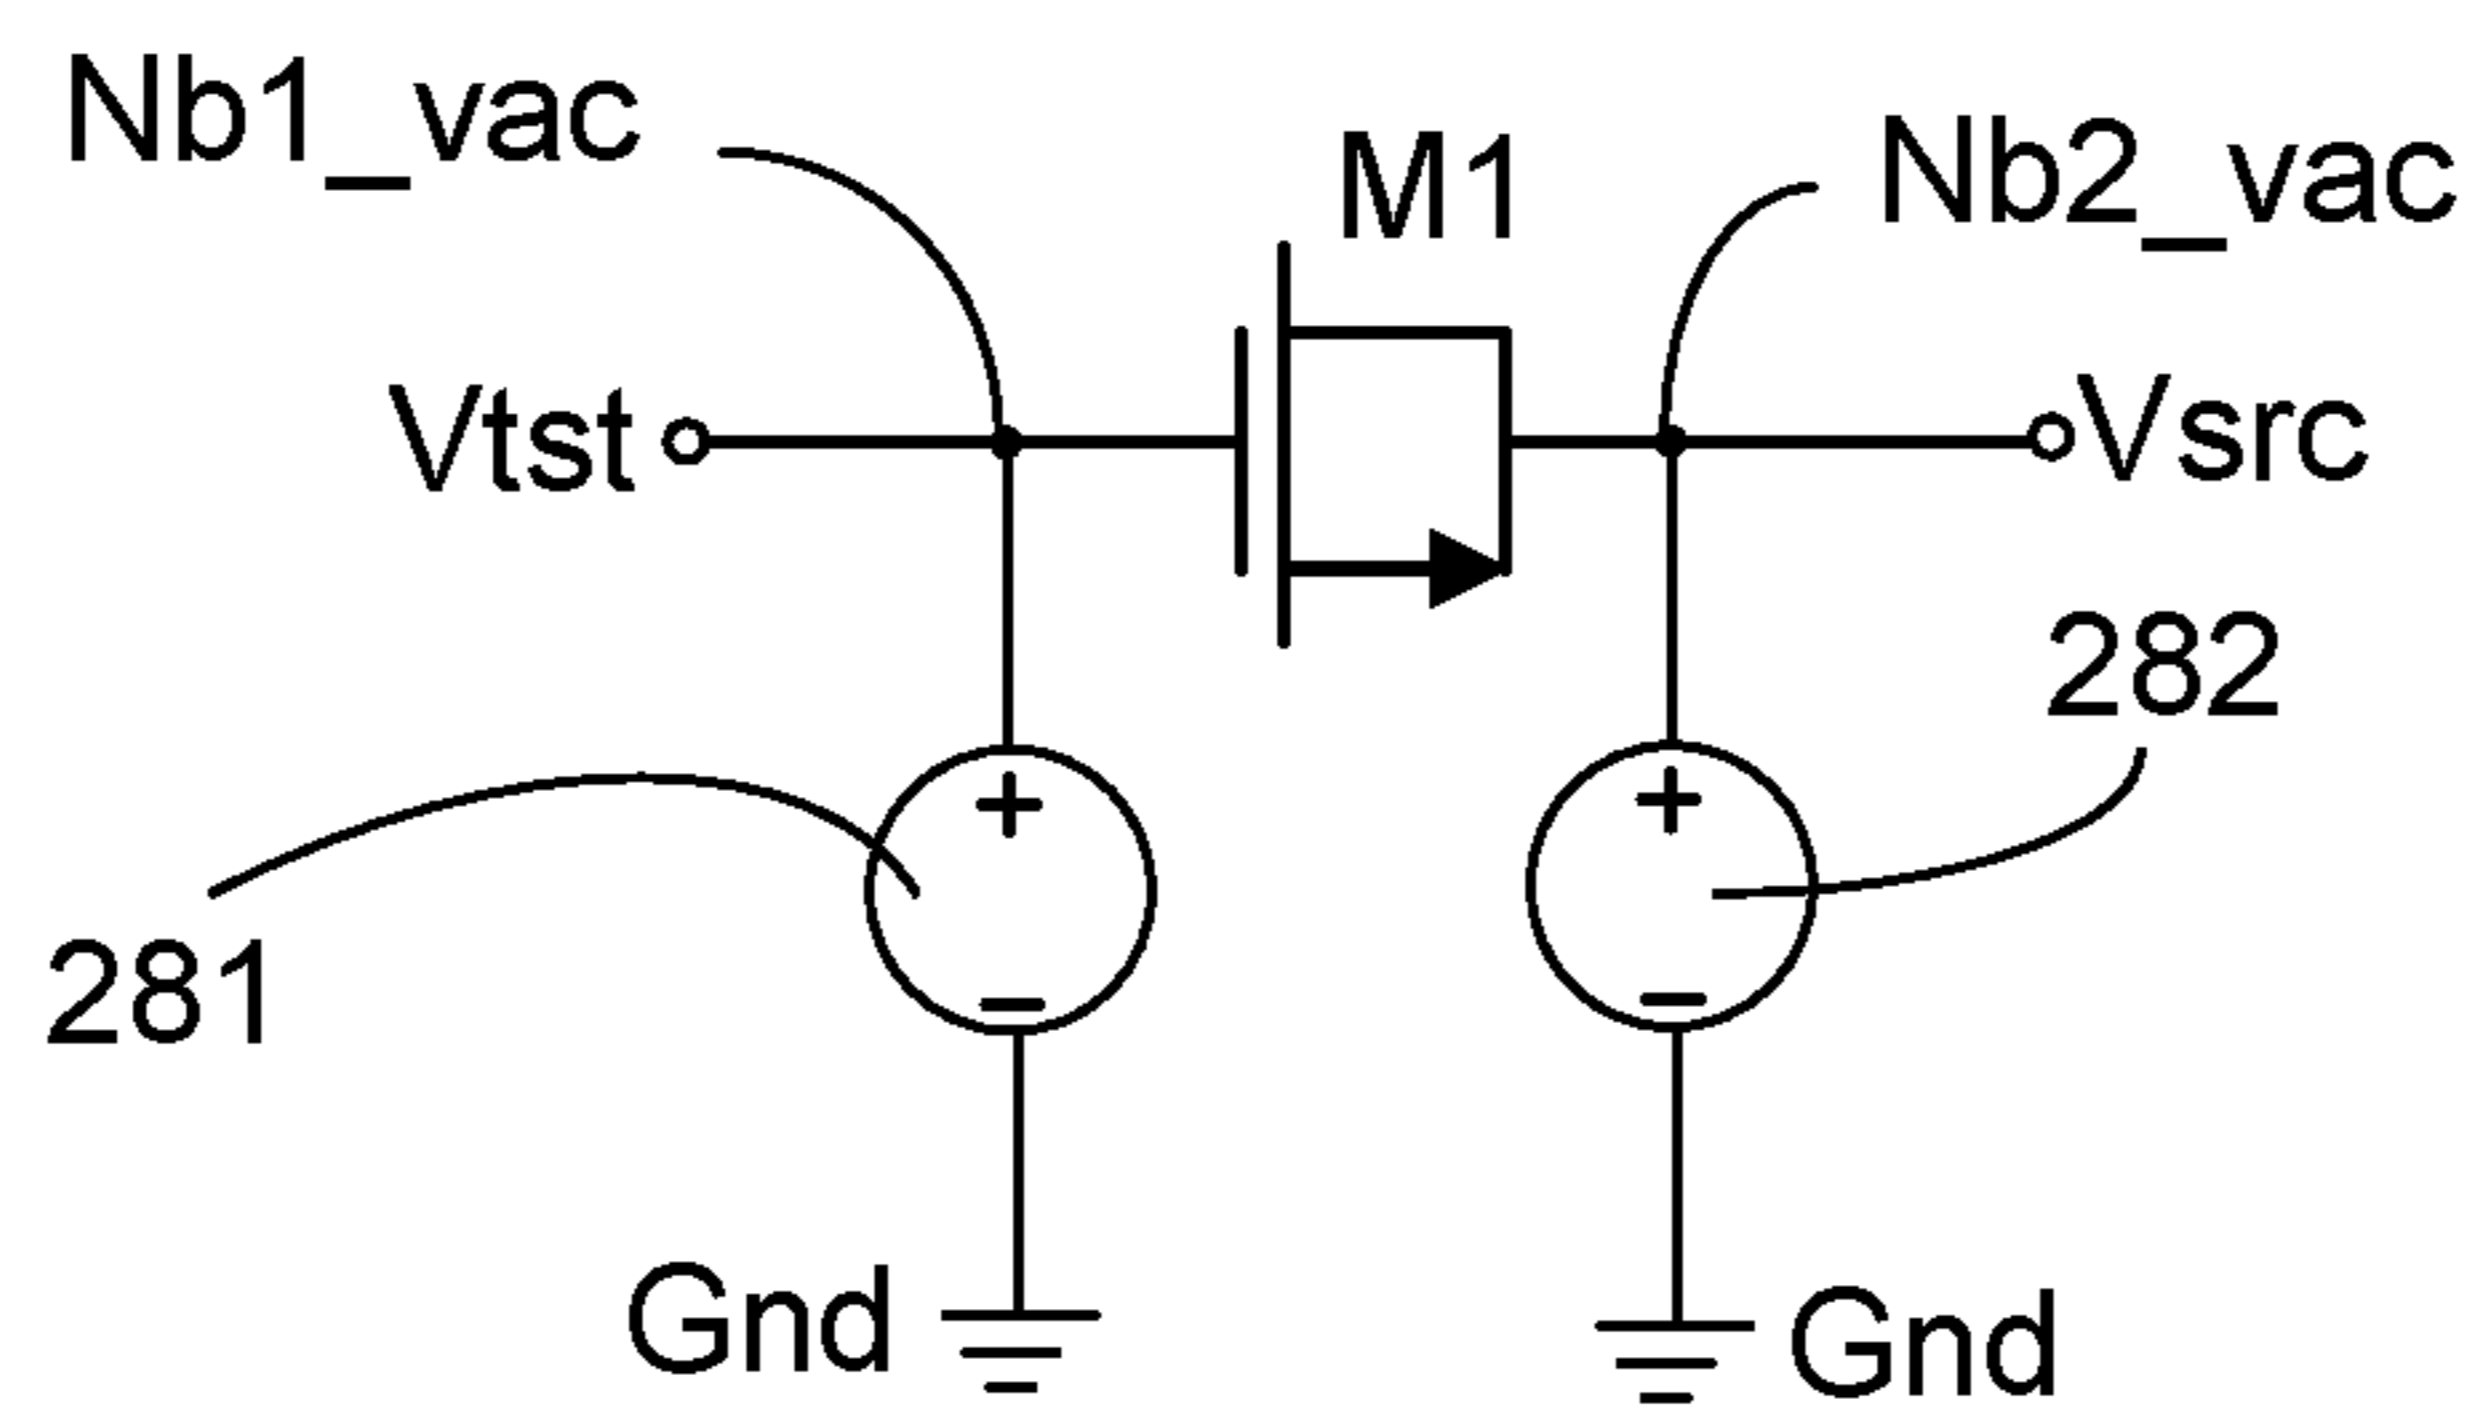 Nb1_vac
M1
Nb2_vac
Vtst
Vsrc
282
+
+
281
−
−
Gnd
Gnd